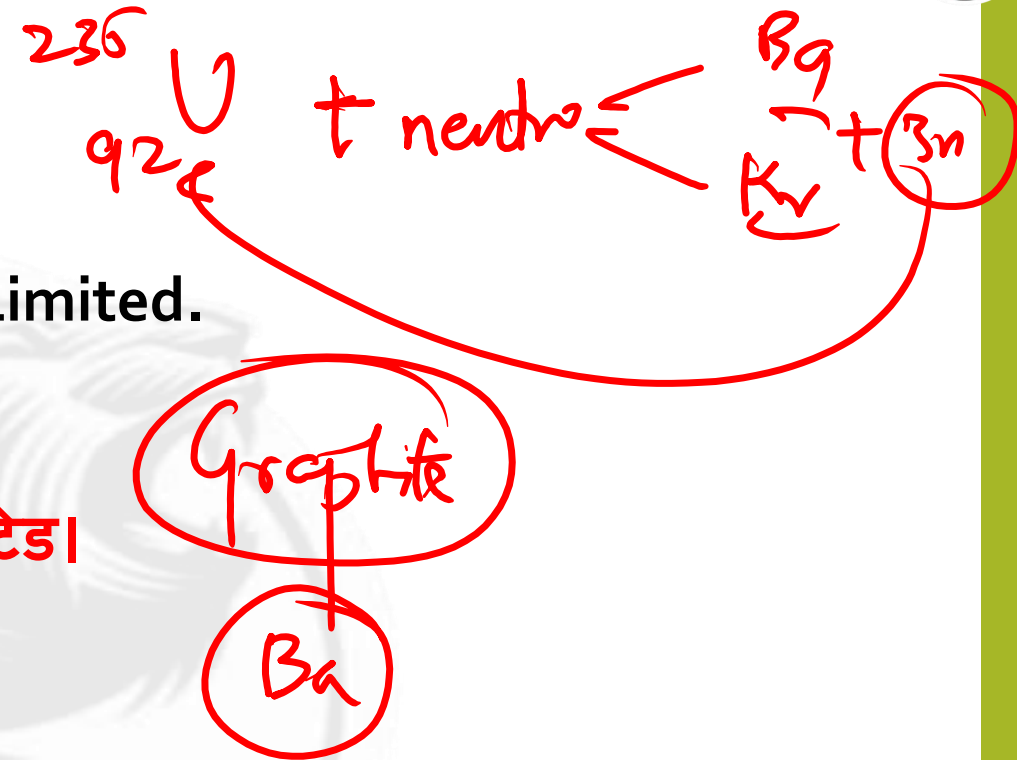 236
92 U + neutro Ba
Kr + 3n
Limited.
Graphite
टेड।
Ba